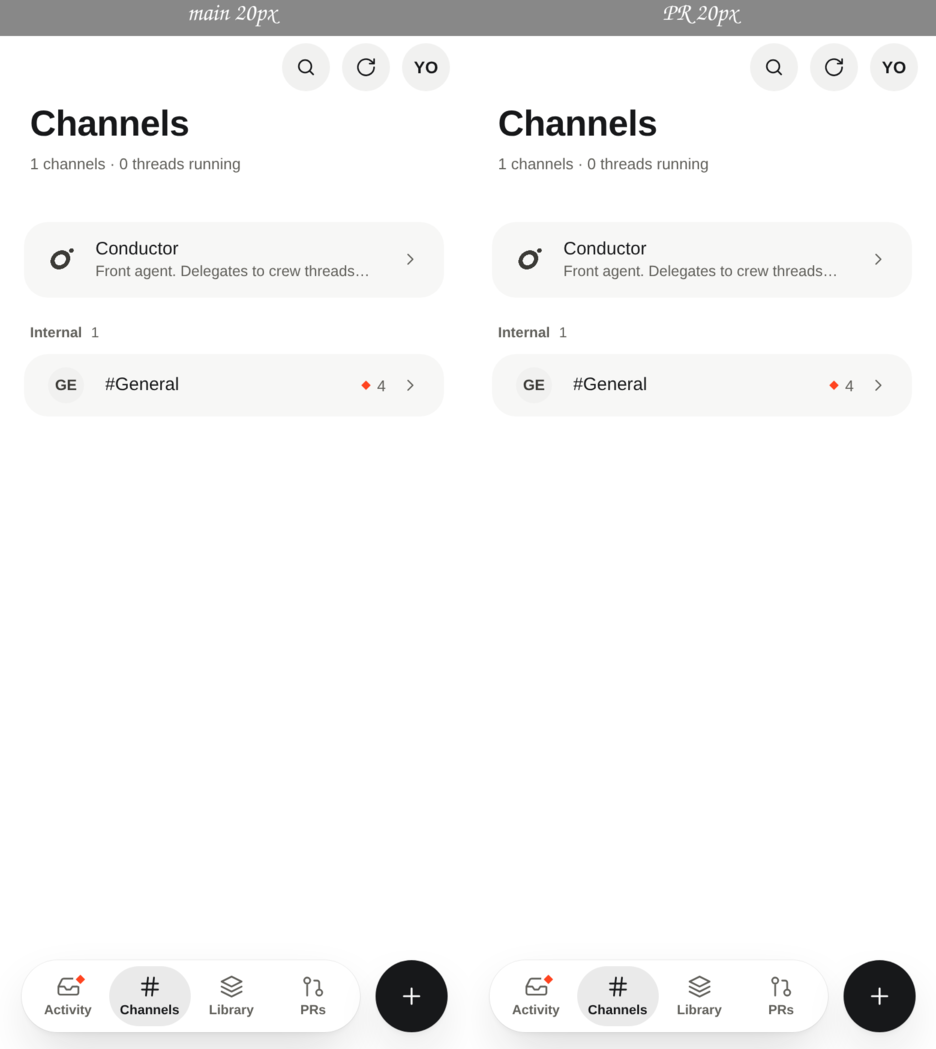 main 20px
YO
Channels
1 channels · 0 threads running
Conductor
Front agent. Delegates to crew threads…
Internal 1
GE #General 4
Activity Channels Library PRs
PR 20px
YO
Channels
1 channels · 0 threads running
Conductor
Front agent. Delegates to crew threads…
Internal 1
GE #General 4
Activity Channels Library PRs